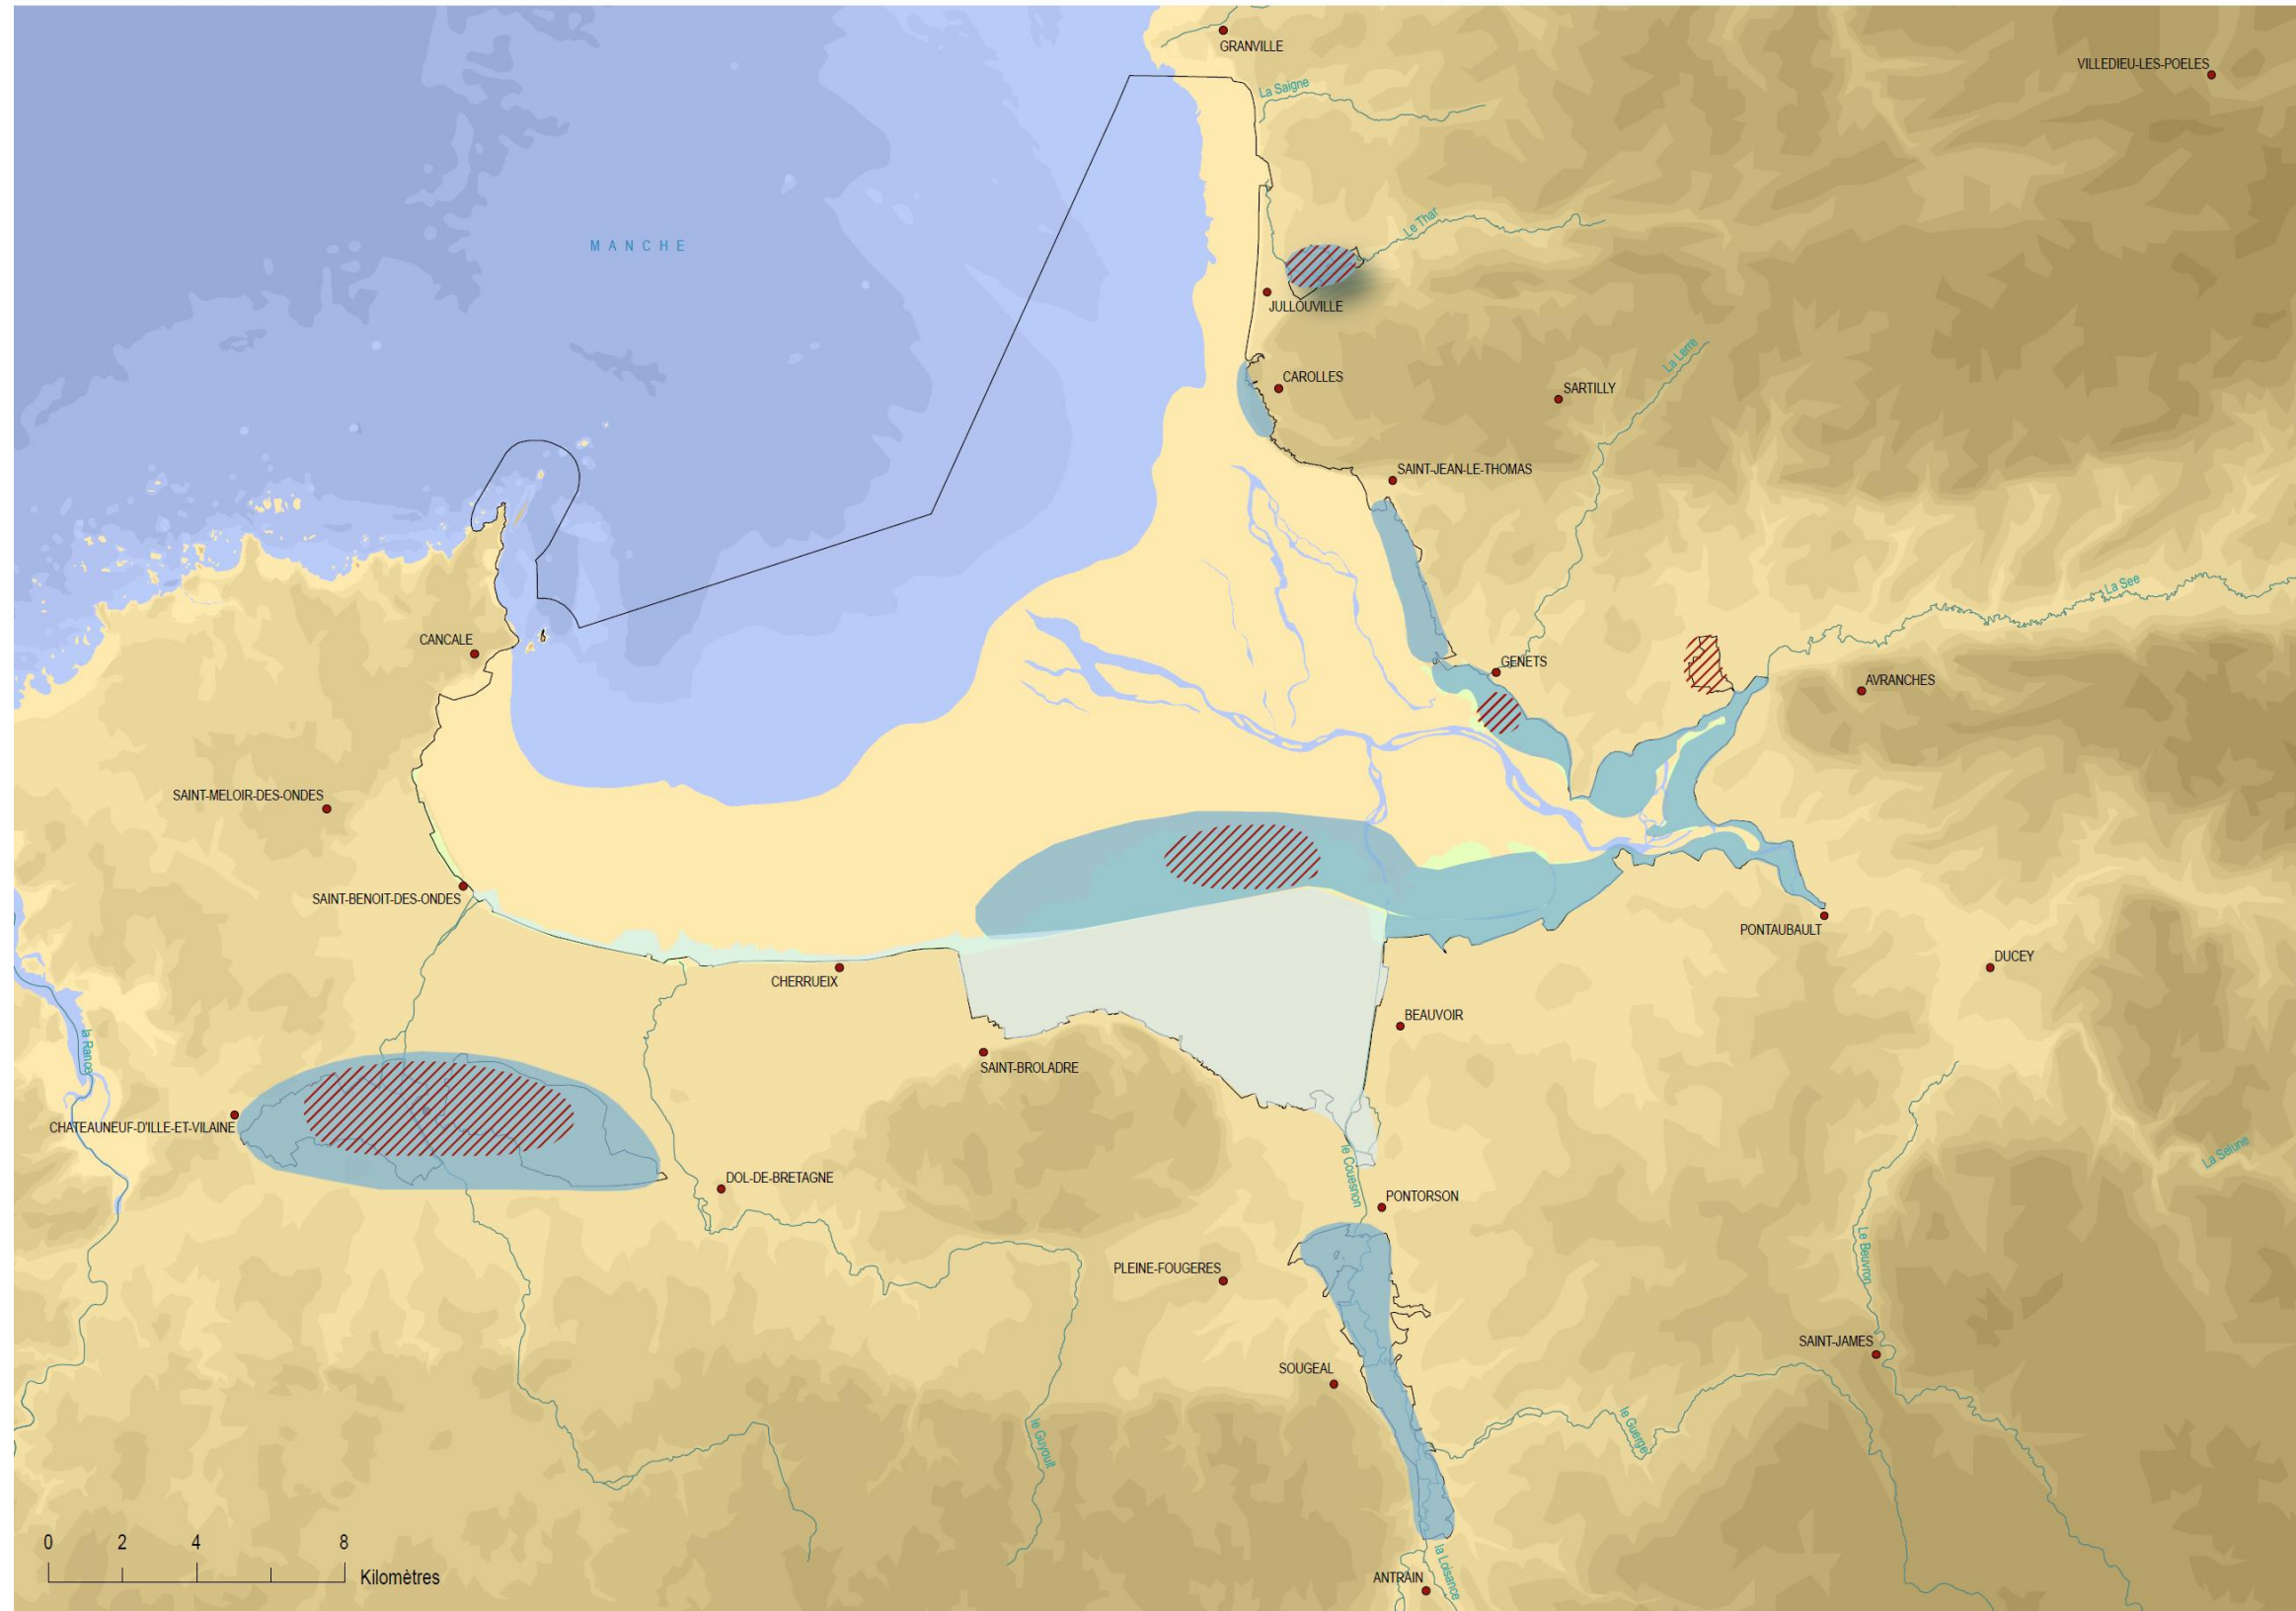 GRANVILLE
VILLEDIEU-LES-POELES
La Saigne
MANCHE
Le Thar
JULLOUVILLE
La Lerre
CAROLLES
SARTILLY
SAINT-JEAN-LE-THOMAS
La See
CANCALE
GENETS
AVRANCHES
SAINT-MELOIR-DES-ONDES
SAINT-BENOIT-DES-ONDES
PONTAUBAULT
DUCEY
CHERRUEIX
BEAUVOIR
la Rance
SAINT-BROLADRE
CHATEAUNEUF-D'ILLE-ET-VILAINE
La Selune
le Couesnon
DOL-DE-BRETAGNE
PONTORSON
Le Beuvron
PLEINE-FOUGERES
SAINT-JAMES
SOUGEAL
le Guerge
le Guyoult
0 2 4 8
Kilomètres
la Loisance
ANTRAIN